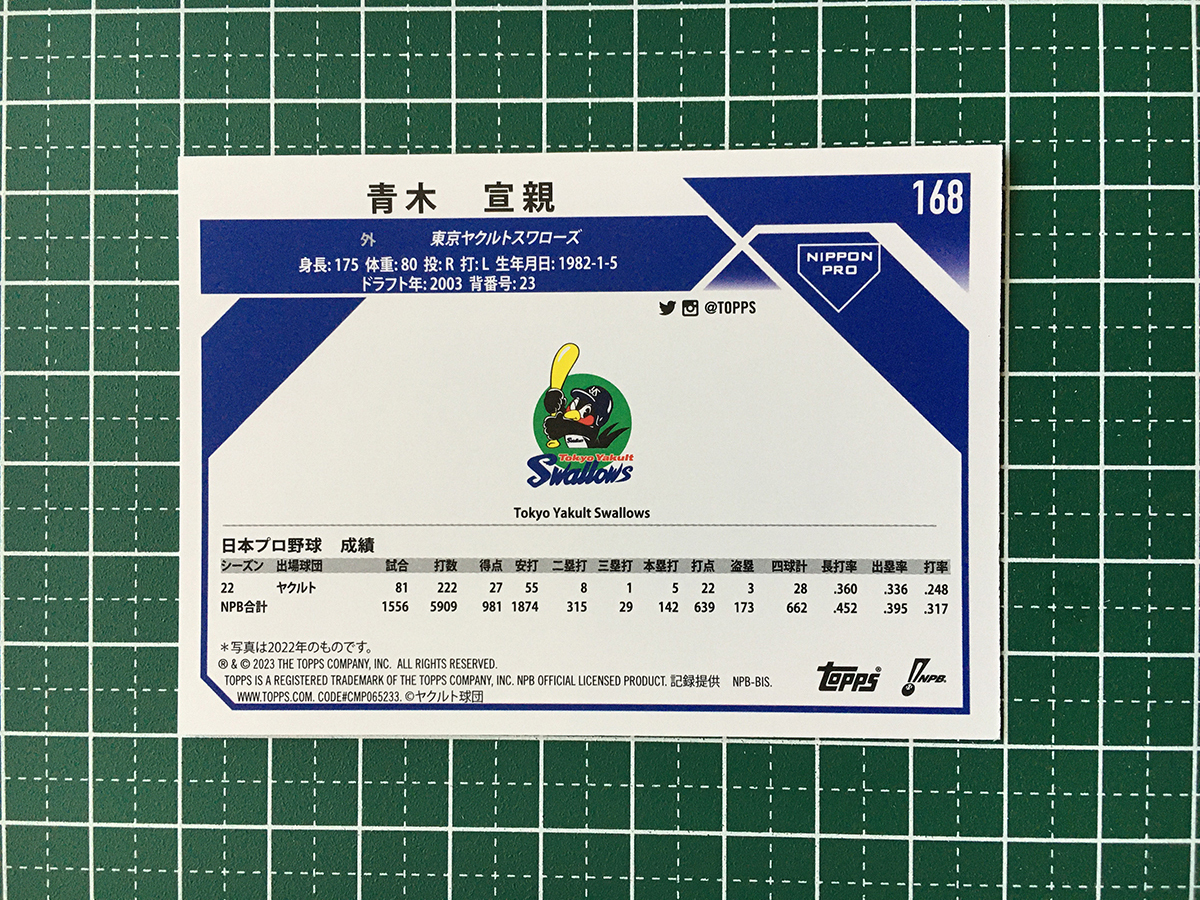 青木 宣親
168
外 東京ヤクルトスワローズ
身長: 175 体重: 80 投: R 打: L 生年月日: 1982-1-5
ドラフト年: 2003 背番号: 23
NIPPON
PRO
@TOPPS
Tokyo Yakult
Swallows
Tokyo Yakult Swallows
日本プロ野球 成績
シーズン 出場球団 試合 打数 得点 安打 二塁打 三塁打 本塁打 打点 盗塁 四球計 長打率 出塁率 打率
22 ヤクルト 81 222 27 55 8 1 5 22 3 28 .360 .336 .248
NPB合計 1556 5909 981 1874 315 29 142 639 173 662 .452 .395 .317
＊写真は2022年のものです。
® & © 2023 THE TOPPS COMPANY, INC. ALL RIGHTS RESERVED.
TOPPS IS A REGISTERED TRADEMARK OF THE TOPPS COMPANY, INC. NPB OFFICIAL LICENSED PRODUCT. 記録提供 NPB-BIS.
WWW.TOPPS.COM. CODE#CMP065233. ©ヤクルト球団
topps®
NPB.